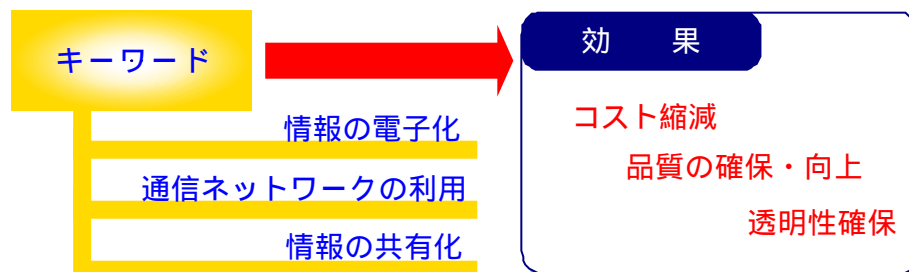 キーワード
情報の電子化
通信ネットワークの利用
情報の共有化
効　果
コスト縮減
品質の確保・向上
透明性確保